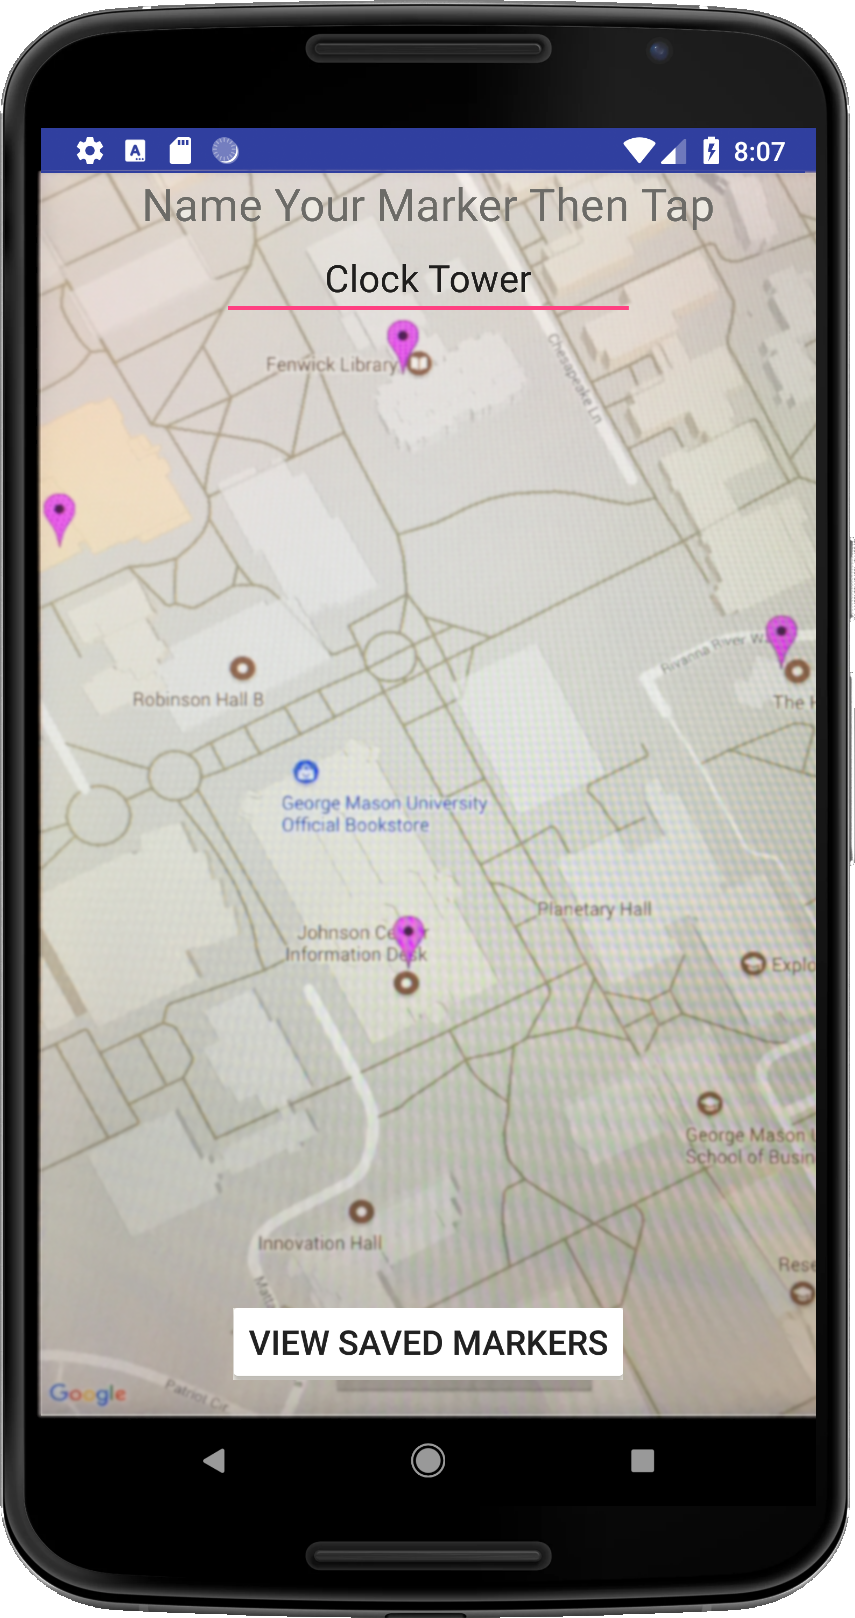 8:07
Name Your Marker Then Tap
Clock Tower
Fenwick Library
Chesapeake Ln
Rivanna River
Robinson Hall B
The
George Mason University
Official Bookstore
Planetary Hall
Johnson
Information Desk
Explo
George Mason U
School of Busin
Innovation Hall
Rese
VIEW SAVED MARKERS
Google
Patriot Cir